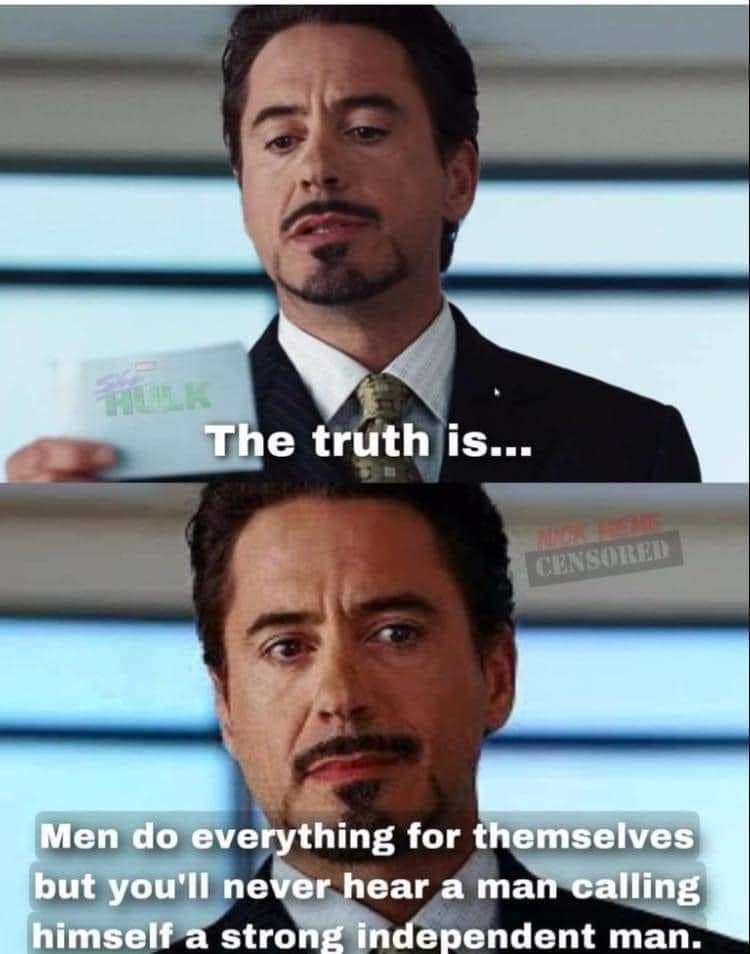 She
HULK
The truth is...
CENSORED
Men do everything for themselves
but you'll never hear a man calling
himself a strong independent man.